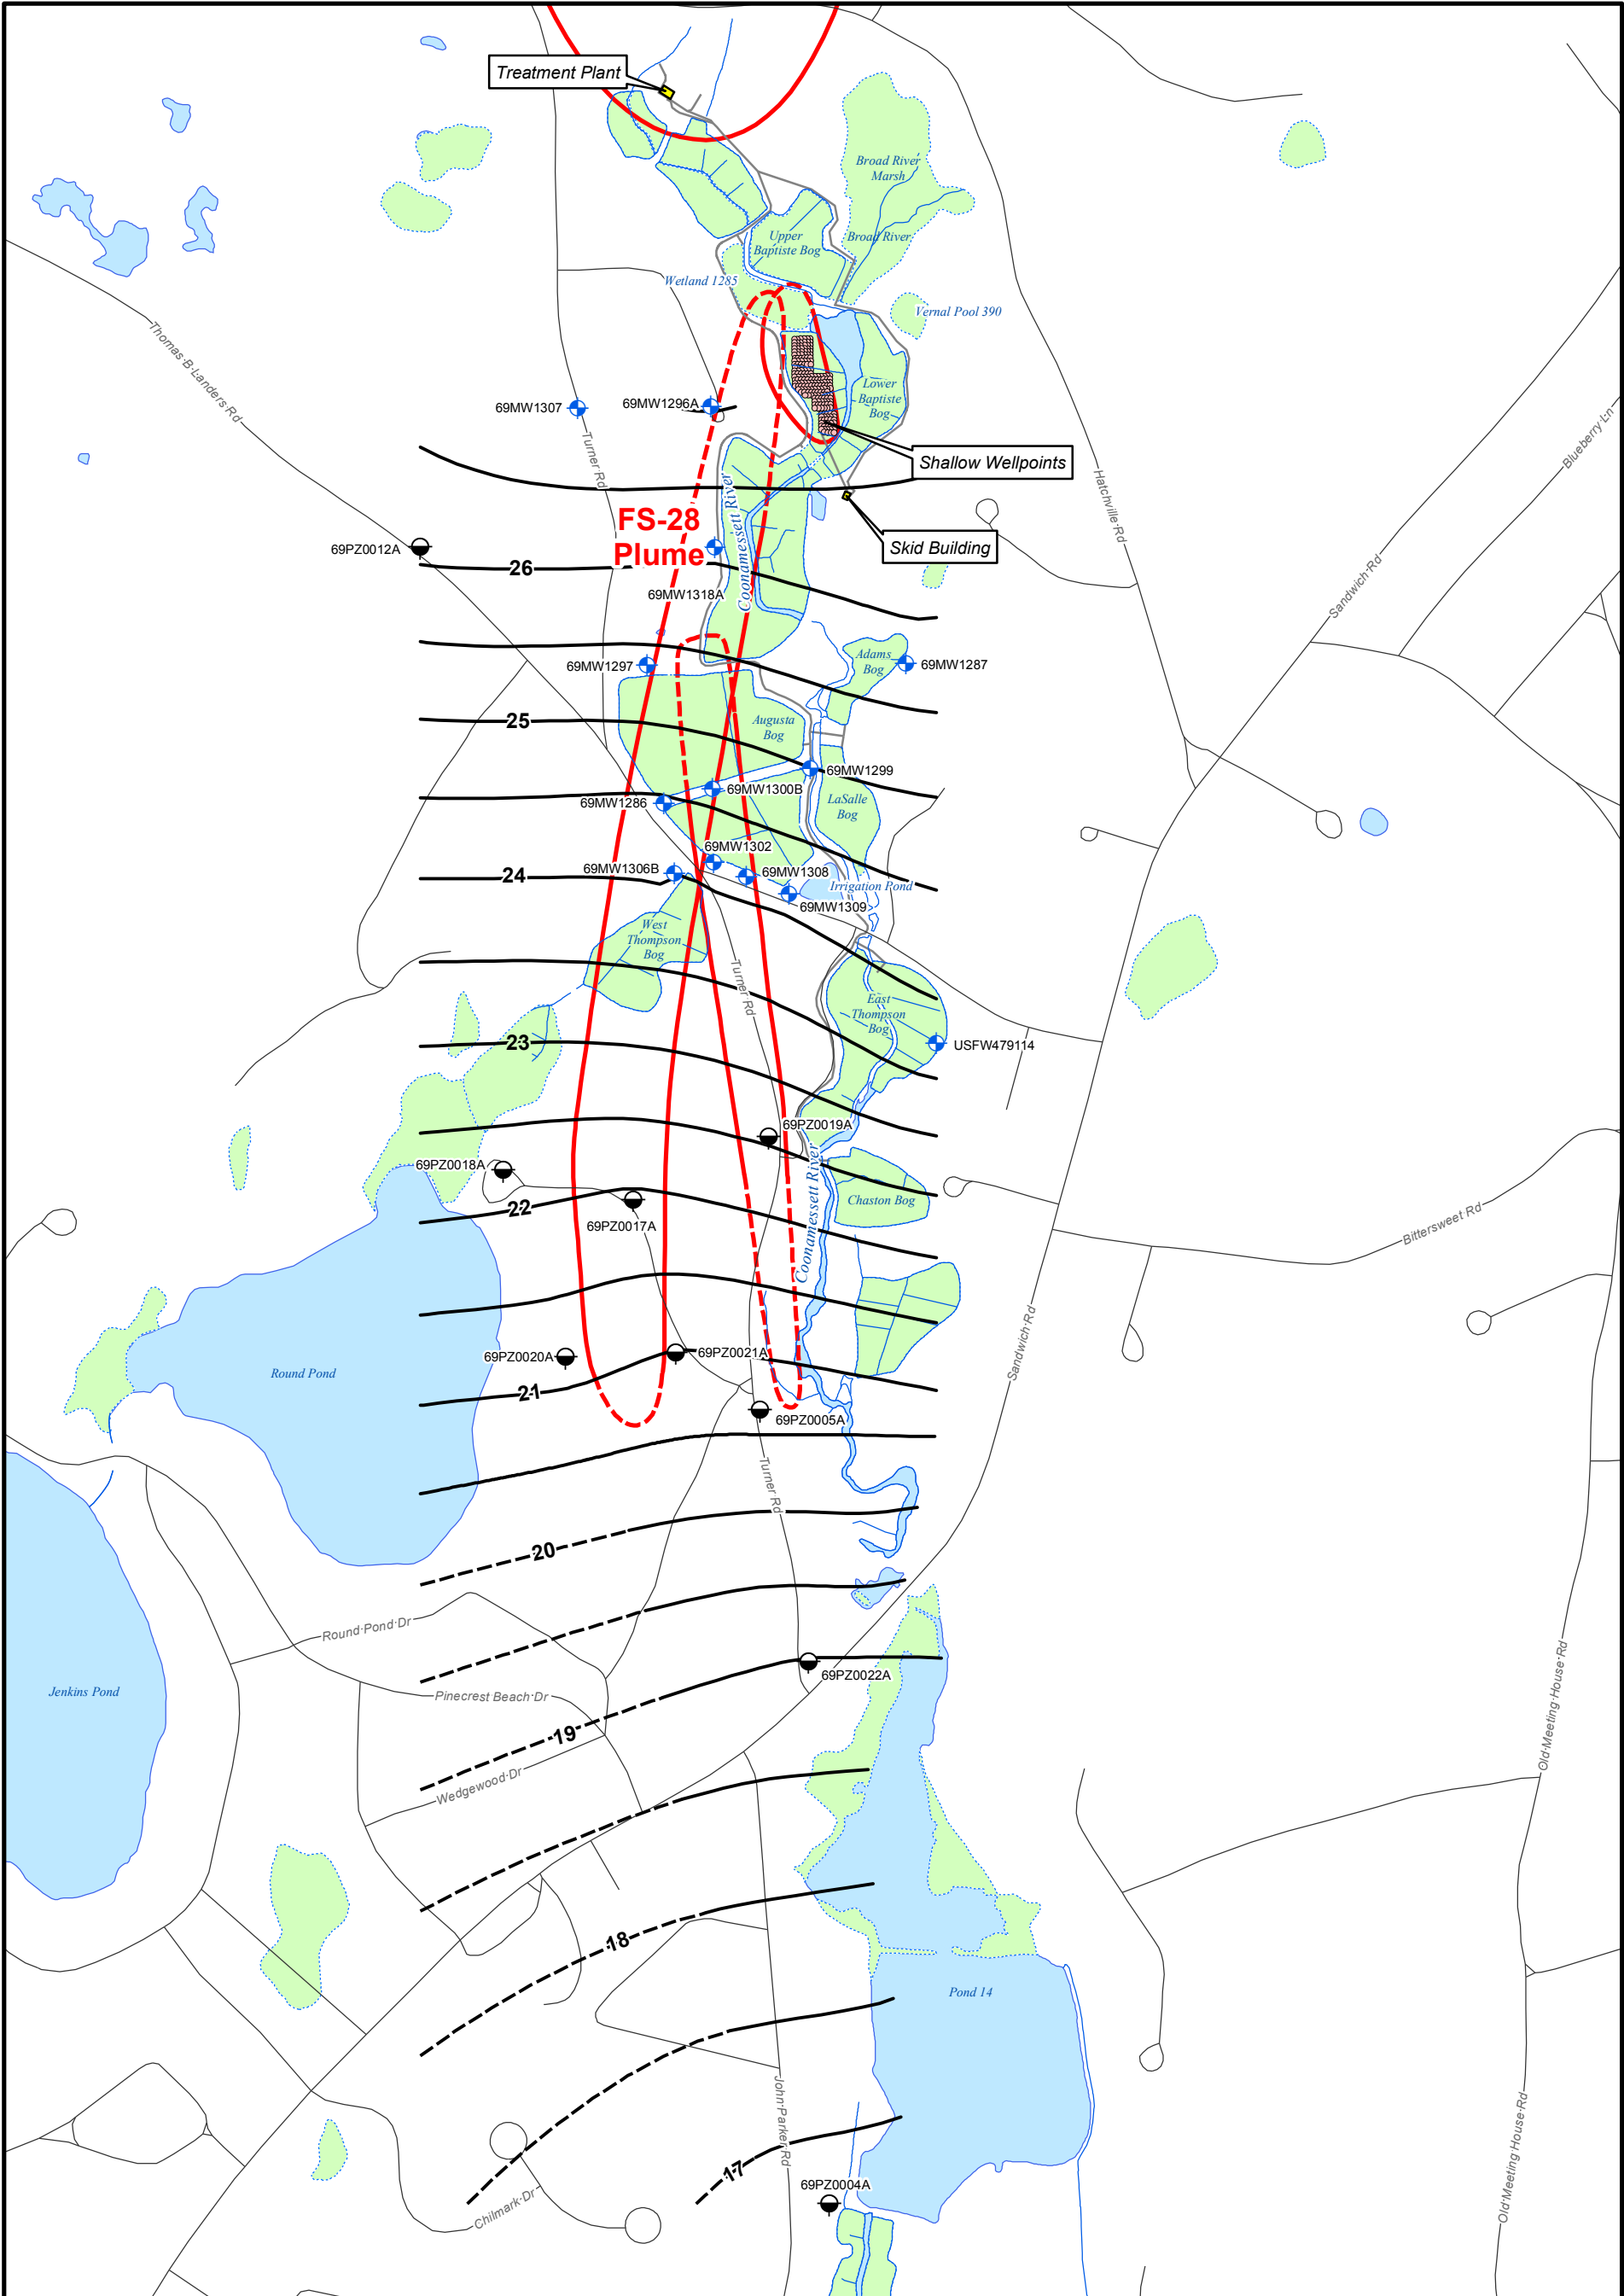 Treatment Plant
Broad River
Marsh
Upper
Baptiste Bog
Broad River
Wetland 1285
Vernal Pool 390
Thomas B Landers Rd
69MW1307
69MW1296A
Lower
Baptiste
Bog
Turner Rd
Shallow Wellpoints
Hatchville Rd
Blueberry Ln
FS-28
Plume
Coonamessett River
Skid Building
69PZ0012A
26
69MW1318A
Sandwich Rd
69MW1297
Adams
Bog
69MW1287
25
Augusta
Bog
69MW1299
69MW1300B
69MW1286
LaSalle
Bog
69MW1302
69MW1306B
69MW1308
24
Irrigation Pond
69MW1309
West
Thompson
Bog
Turner Rd
East
Thompson
Bog
23
USFW479114
69PZ0019A
69PZ0018A
Coonamessett River
Chaston Bog
22
69PZ0017A
Bittersweet Rd
Sandwich Rd
69PZ0020A
69PZ0021A
Round Pond
21
69PZ0005A
Turner Rd
20
Round Pond Dr
69PZ0022A
Jenkins Pond
Pinecrest Beach Dr
19
Wedgewood Dr
Old Meeting House Rd
18
Pond 14
John Parker Rd
17
69PZ0004A
Chilmark Dr
Old Meeting House Rd